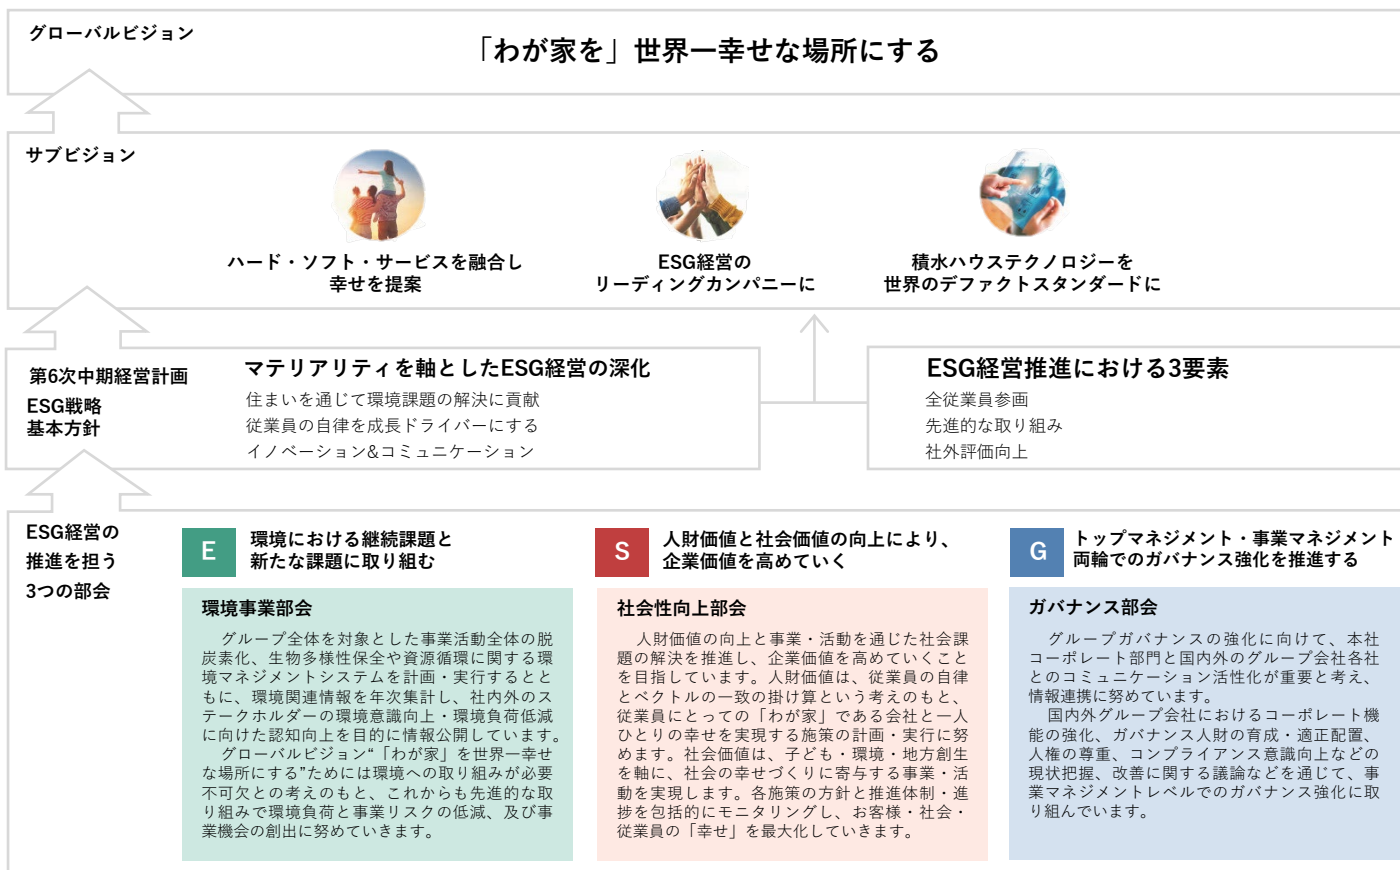 グローバルビジョン
「わが家を」世界一幸せな場所にする
サブビジョン
ハード・ソフト・サービスを融合し
幸せを提案
ESG経営の
リーディングカンパニーに
積水ハウステクノロジーを
世界のデファクトスタンダードに
第6次中期経営計画
ESG戦略
基本方針
マテリアリティを軸としたESG経営の深化
住まいを通じて環境課題の解決に貢献
従業員の自律を成長ドライバーにする
イノベーション&コミュニケーション
ESG経営推進における3要素
全従業員参画
先進的な取り組み
社外評価向上
ESG経営の
推進を担う
3つの部会
E
環境における継続課題と
新たな課題に取り組む
環境事業部会
グループ全体を対象とした事業活動全体の脱
炭素化、生物多様性保全や資源循環に関する環
境マネジメントシステムを計画・実行するとと
もに、環境関連情報を年次集計し、社内外のス
テークホルダーの環境意識向上・環境負荷低減
に向けた認知向上を目的に情報公開しています。
グローバルビジョン“「わが家」を世界一幸せ
な場所にする”ためには環境への取り組みが必要
不可欠との考えのもと、これからも先進的な取
り組みで環境負荷と事業リスクの低減、及び事
業機会の創出に努めていきます。
S
人財価値と社会価値の向上により、
企業価値を高めていく
社会性向上部会
人財価値の向上と事業・活動を通じた社会課
題の解決を推進し、企業価値を高めていくこと
を目指しています。人財価値は、従業員の自律
とベクトルの一致の掛け算という考えのもと、
従業員にとっての「わが家」である会社と一人
ひとりの幸せを実現する施策の計画・実行に努
めます。社会価値は、子ども・環境・地方創生
を軸に、社会の幸せづくりに寄与する事業・活
動を実現します。各施策の方針と推進体制・進
捗を包括的にモニタリングし、お客様・社会・
従業員の「幸せ」を最大化していきます。
G
トップマネジメント・事業マネジメント
両輪でのガバナンス強化を推進する
ガバナンス部会
グループガバナンスの強化に向けて、本社
コーポレート部門と国内外のグループ会社各社
とのコミュニケーション活性化が重要と考え、
情報連携に努めています。
国内外グループ会社におけるコーポレート機
能の強化、ガバナンス人財の育成・適正配置、
人権の尊重、コンプライアンス意識向上などの
現状把握、改善に関する議論などを通じて、事
業マネジメントレベルでのガバナンス強化に取
り組んでいます。